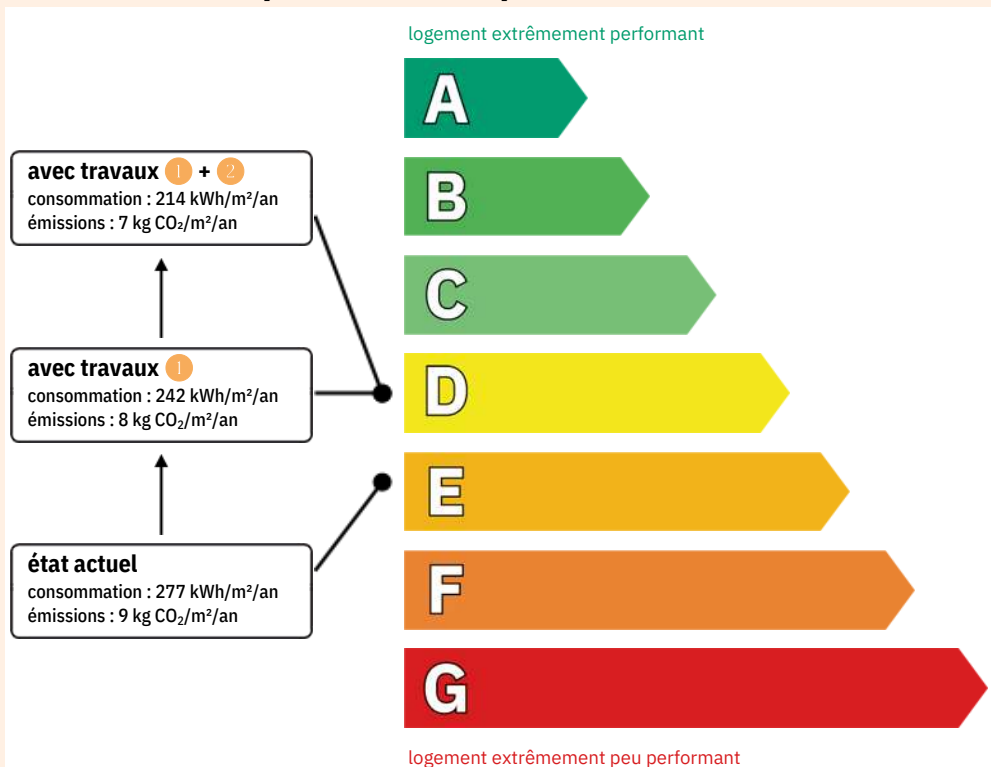 logement extrêmement performant
A
B
C
D
E
F
G
logement extrêmement peu performant
avec travaux 1 + 2
consommation : 214 kWh/m²/an
émissions : 7 kg CO₂/m²/an
avec travaux 1
consommation : 242 kWh/m²/an
émissions : 8 kg CO₂/m²/an
état actuel
consommation : 277 kWh/m²/an
émissions : 9 kg CO₂/m²/an